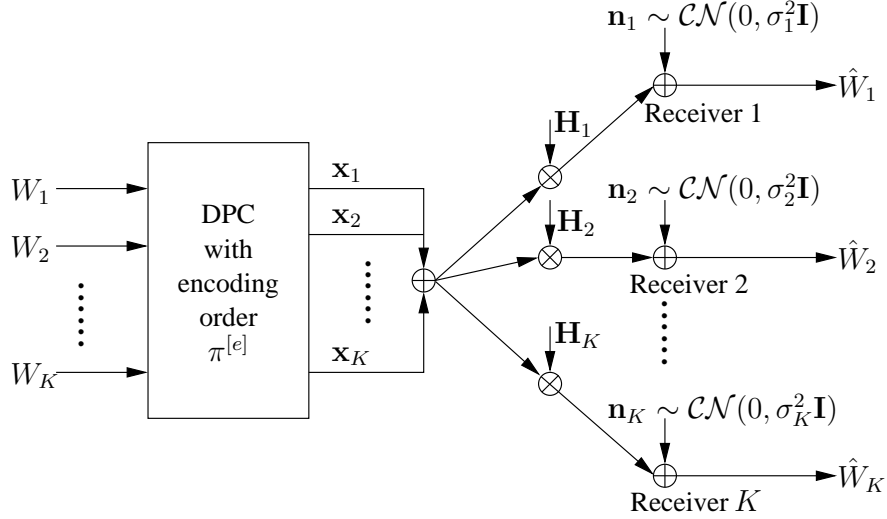 n₁ ∼ 𝒞𝒩(0, σ₁²I)
Ŵ₁
Receiver 1
H₁
W₁
W₂
W_K
DPC
with
encoding
order
π^[e]
x₁
x₂
x_K
n₂ ∼ 𝒞𝒩(0, σ₂²I)
H₂
Ŵ₂
Receiver 2
H_K
n_K ∼ 𝒞𝒩(0, σ_K²I)
Ŵ_K
Receiver K